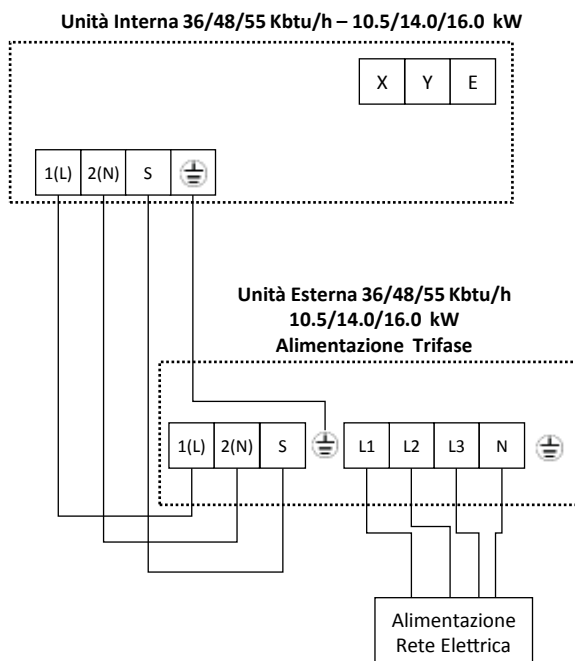 Unità Interna 36/48/55 Kbtu/h – 10.5/14.0/16.0 kW
X Y E
1(L) 2(N) S
Unità Esterna 36/48/55 Kbtu/h
10.5/14.0/16.0 kW
Alimentazione Trifase
1(L) 2(N) S L1 L2 L3 N
Alimentazione
Rete Elettrica